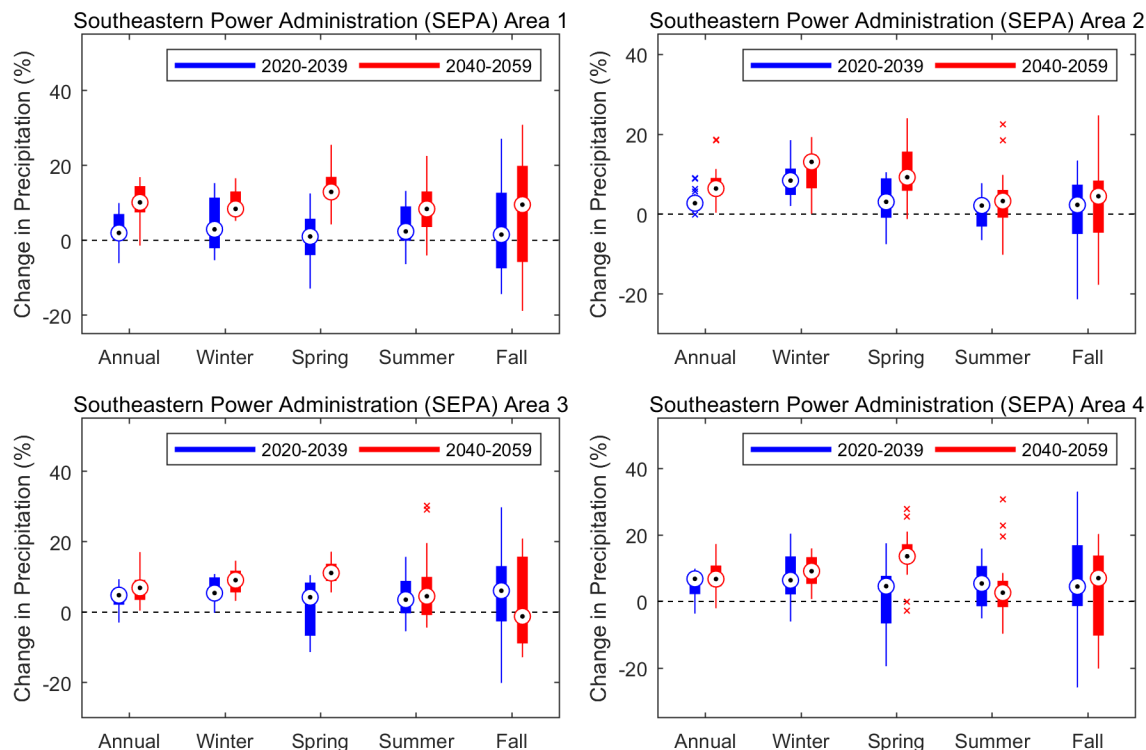 Southeastern Power Administration (SEPA) Area 1
2020-2039 2040-2059
Change in Precipitation (%)
40
20
0
-20
Annual Winter Spring Summer Fall
Southeastern Power Administration (SEPA) Area 2
2020-2039 2040-2059
Change in Precipitation (%)
40
20
0
-20
Annual Winter Spring Summer Fall
Southeastern Power Administration (SEPA) Area 3
2020-2039 2040-2059
Change in Precipitation (%)
40
20
0
-20
Annual Winter Spring Summer Fall
Southeastern Power Administration (SEPA) Area 4
2020-2039 2040-2059
Change in Precipitation (%)
40
20
0
-20
Annual Winter Spring Summer Fall